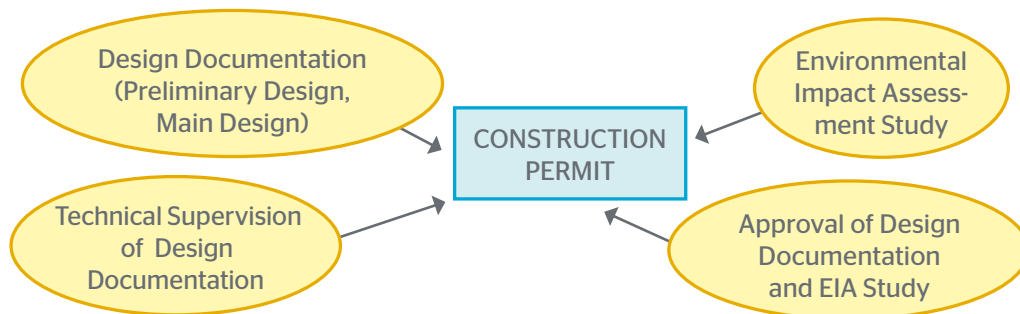 Design Documentation
(Preliminary Design,
Main Design)
Environmental
Impact Assess-
ment Study
CONSTRUCTION
PERMIT
Technical Supervision
of Design
Documentation
Approval of Design
Documentation
and EIA Study